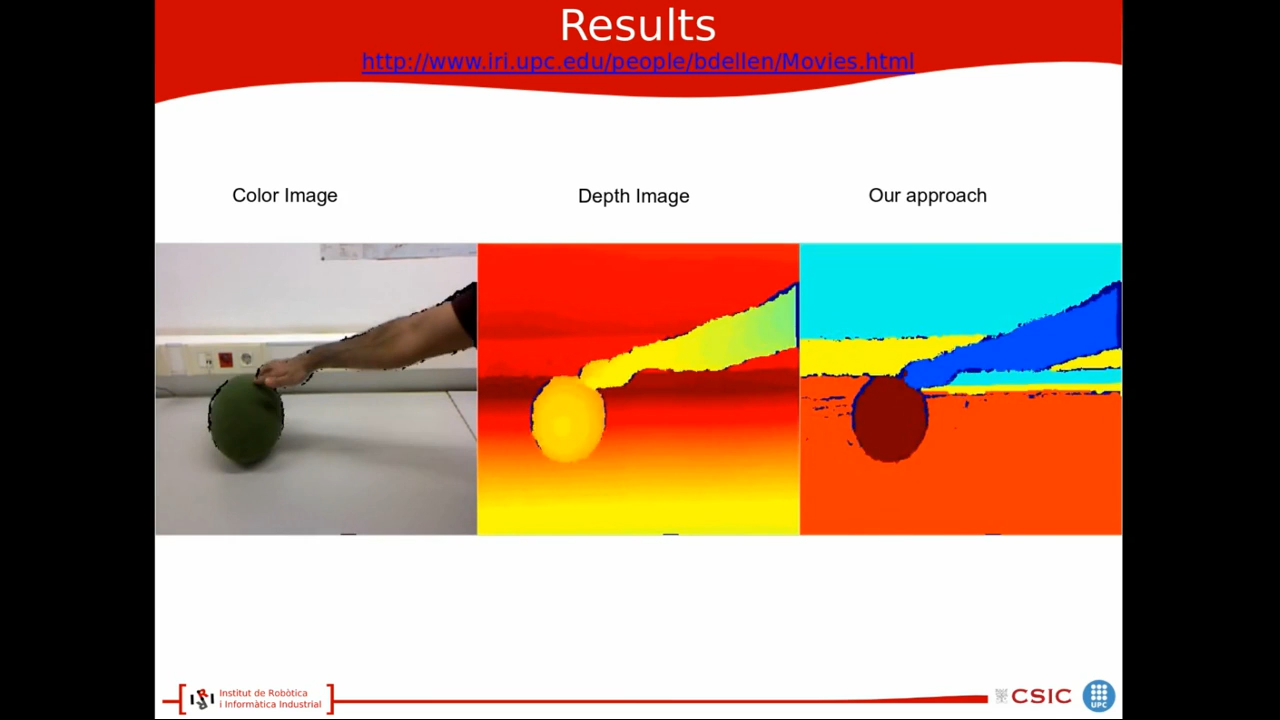 Results
http://www.iri.upc.edu/people/bdellen/Movies.html
Color Image
Depth Image
Our approach
Institut de Robòtica
i Informàtica Industrial
CSIC
UPC